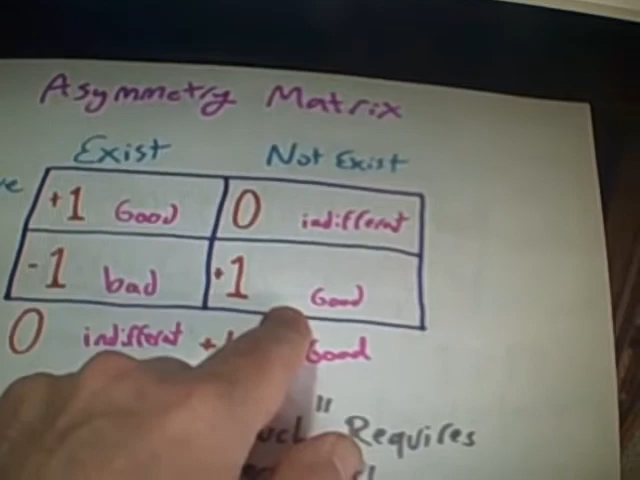 Asymmetry Matrix
Exist Not Exist
+1 Good 0 indifferent
-1 bad +1 Good
0 indifferent + Good
" Requires